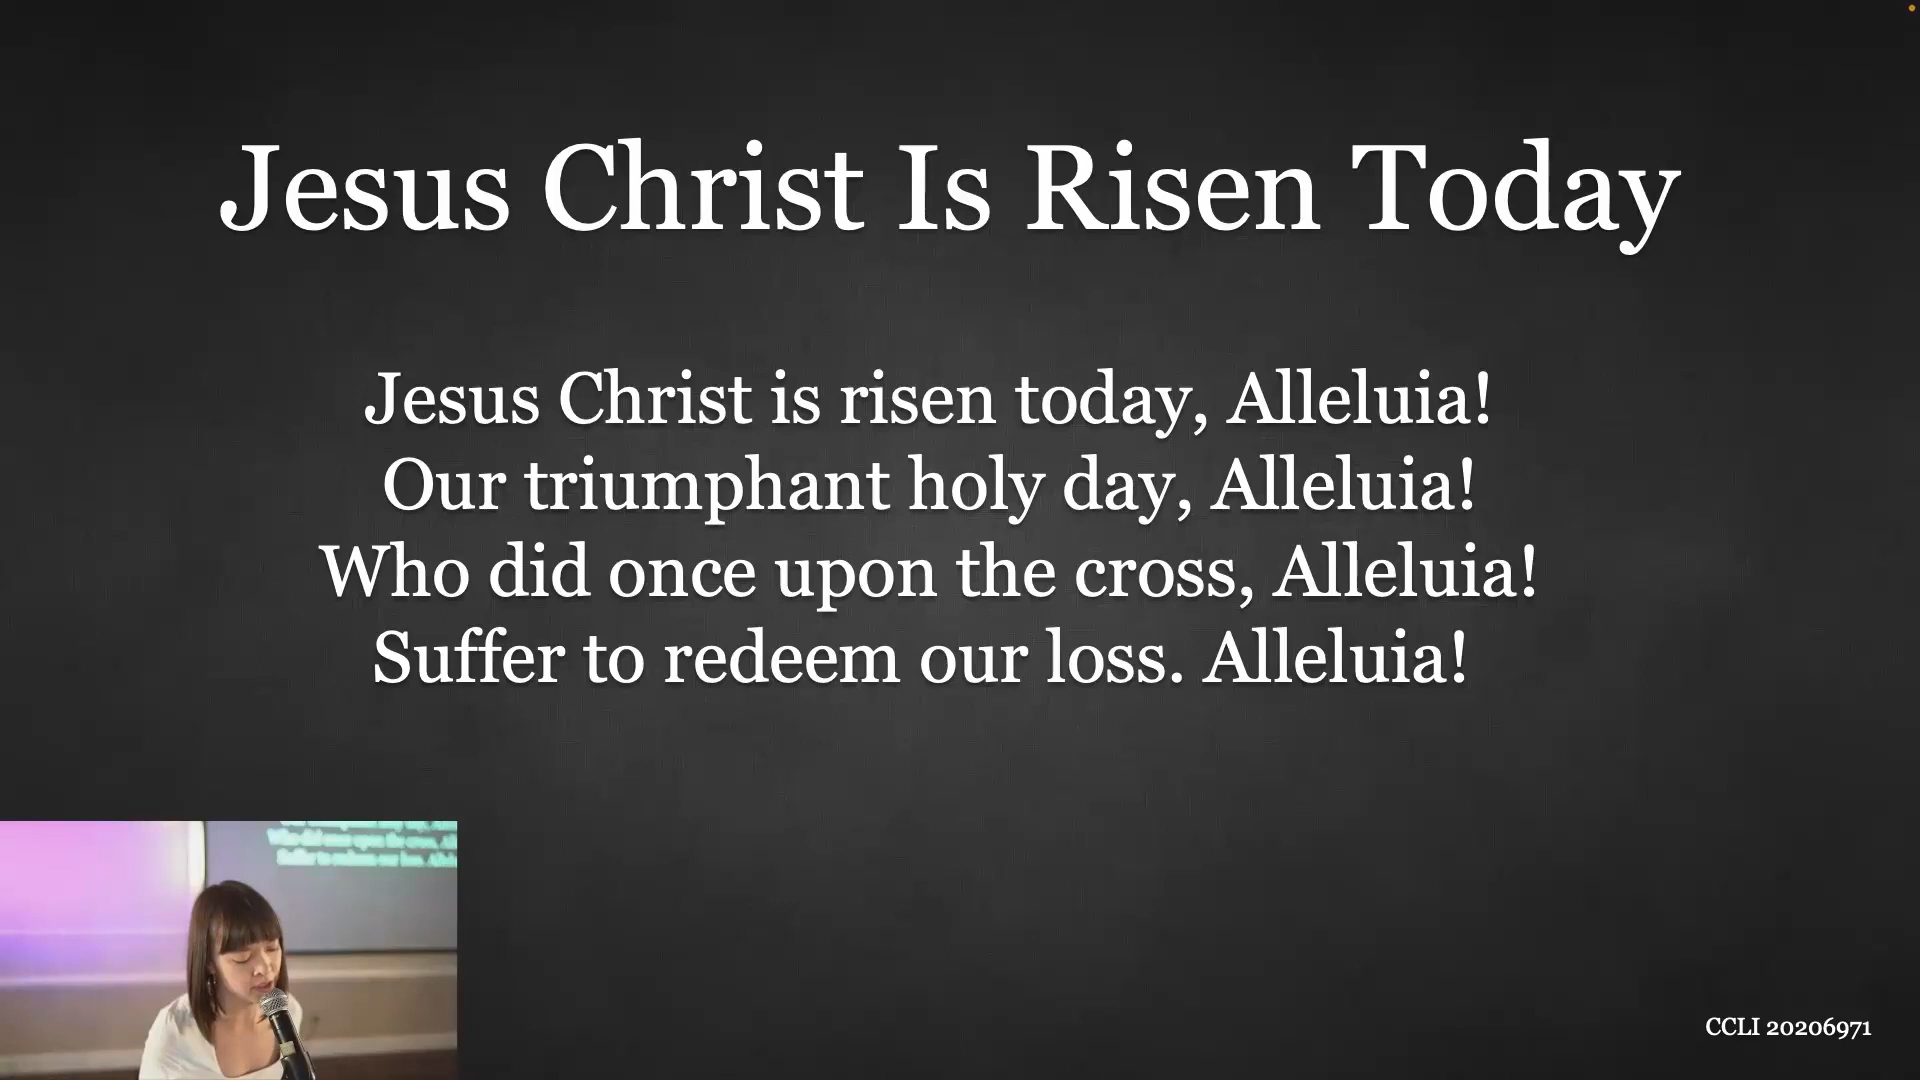 Jesus Christ Is Risen Today
Jesus Christ is risen today, Alleluia!
Our triumphant holy day, Alleluia!
Who did once upon the cross, Alleluia!
Suffer to redeem our loss. Alleluia!
CCLI 20206971